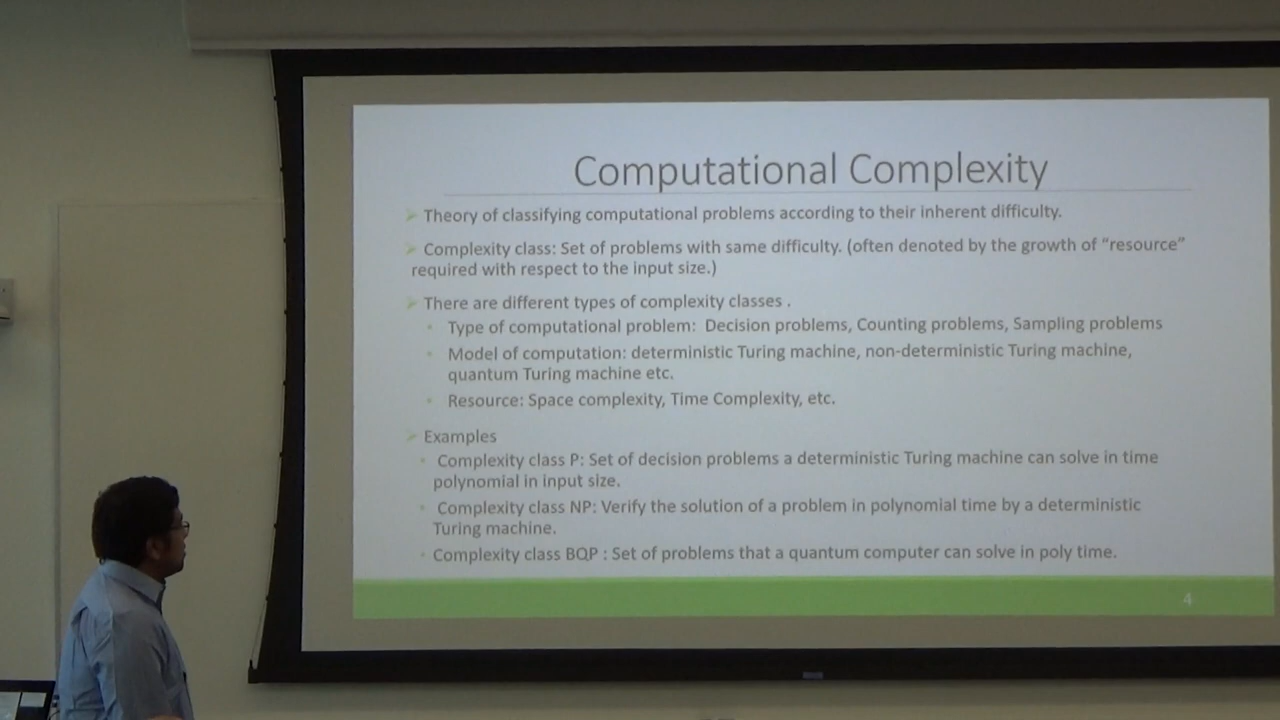 Computational Complexity
Theory of classifying computational problems according to their inherent difficulty.
Complexity class: Set of problems with same difficulty. (often denoted by the growth of “resource”
required with respect to the input size.)
There are different types of complexity classes .
Type of computational problem: Decision problems, Counting problems, Sampling problems
Model of computation: deterministic Turing machine, non-deterministic Turing machine,
quantum Turing machine etc.
Resource: Space complexity, Time Complexity, etc.
Examples
Complexity class P: Set of decision problems a deterministic Turing machine can solve in time
polynomial in input size.
Complexity class NP: Verify the solution of a problem in polynomial time by a deterministic
Turing machine.
Complexity class BQP : Set of problems that a quantum computer can solve in poly time.
4